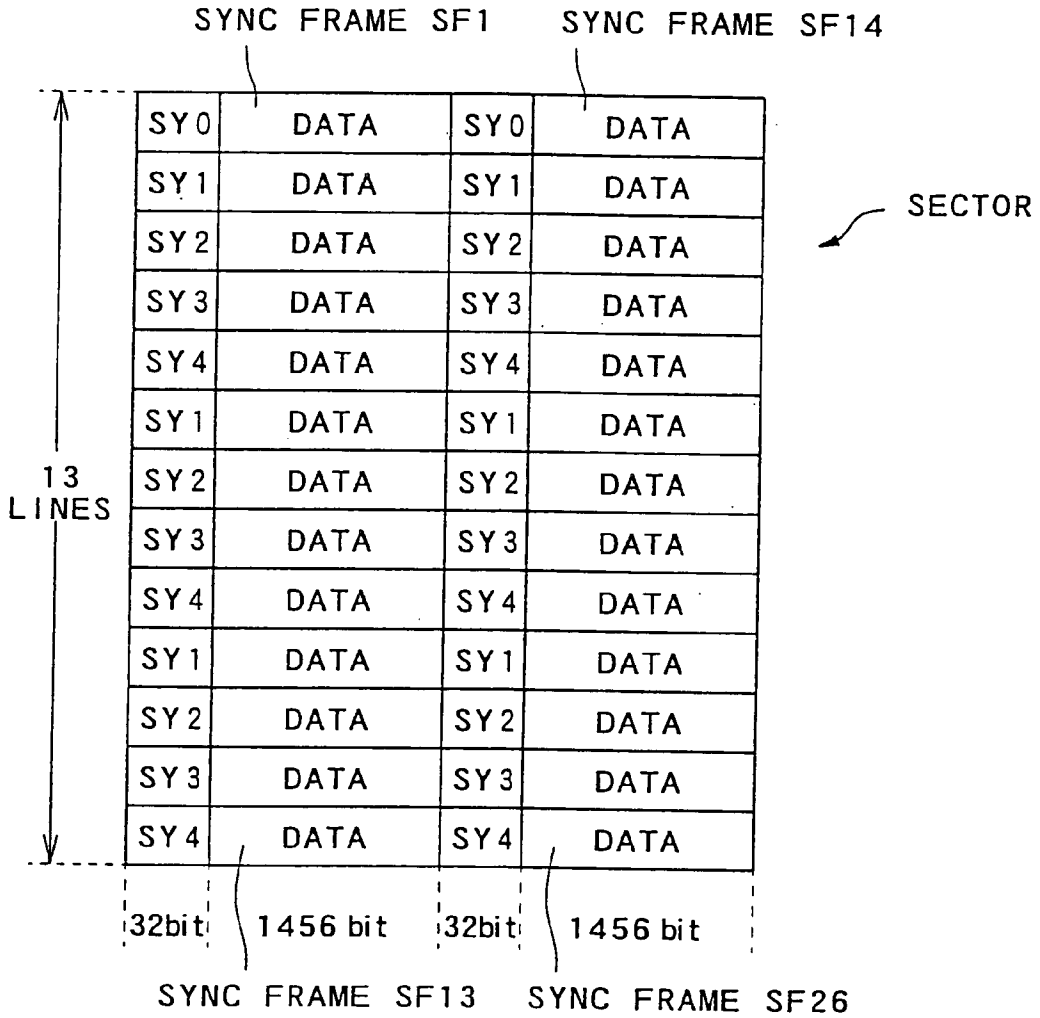 SYNC FRAME SF1 SYNC FRAME SF14
SY0 DATA SY0 DATA
SY1 DATA SY1 DATA
SECTOR
SY2 DATA SY2 DATA
SY3 DATA SY3 DATA
SY4 DATA SY4 DATA
SY1 DATA SY1 DATA
13
LINES
SY2 DATA SY2 DATA
SY3 DATA SY3 DATA
SY4 DATA SY4 DATA
SY1 DATA SY1 DATA
SY2 DATA SY2 DATA
SY3 DATA SY3 DATA
SY4 DATA SY4 DATA
32bit 1456 bit 32bit 1456 bit
SYNC FRAME SF13 SYNC FRAME SF26